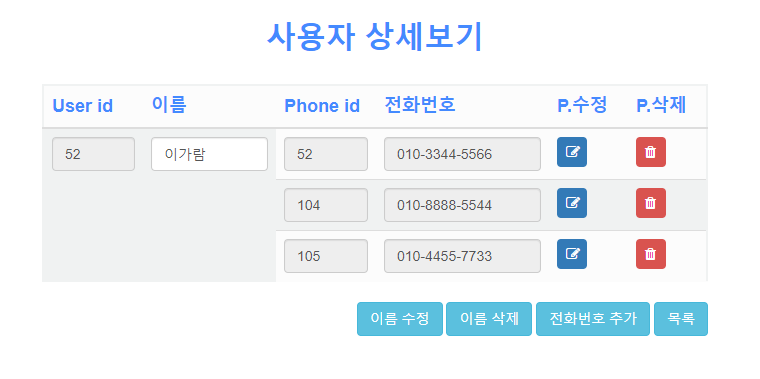 사용자 상세보기
User id 이름 Phone id 전화번호 P.수정 P.삭제
52 이가람 52 010-3344-5566
104 010-8888-5544
105 010-4455-7733
이름 수정 이름 삭제 전화번호 추가 목록